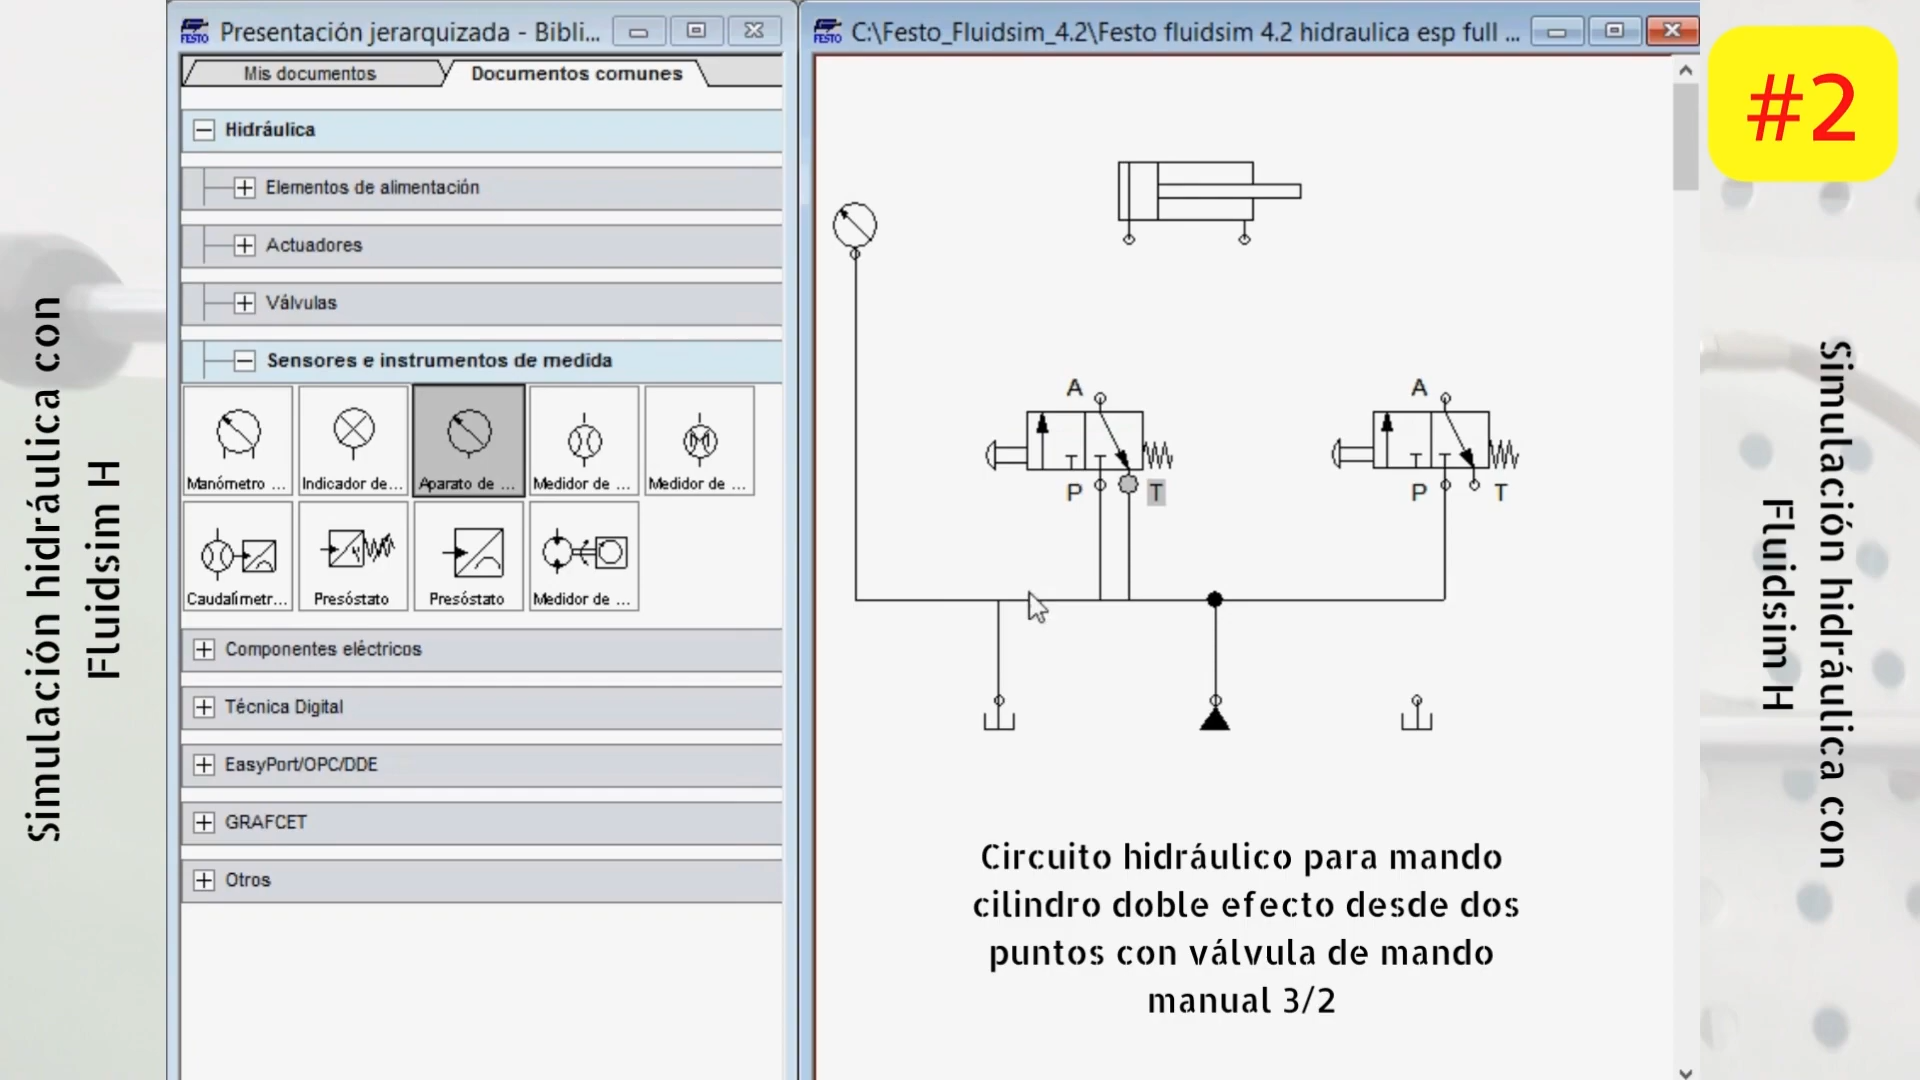 Simulación hidráulica con
Fluidsim H
FESTO
Presentación jerarquizada - Bibli...
Mis documentos
Documentos comunes
Hidráulica
Elementos de alimentación
Actuadores
Válvulas
Sensores e instrumentos de medida
Manómetro ...
Indicador de...
Aparato de ...
Medidor de ...
Medidor de ...
Caudalímetr...
Presóstato
Presóstato
Medidor de ...
Componentes eléctricos
Técnica Digital
EasyPort/OPC/DDE
GRAFCET
Otros
FESTO
C:\Festo_Fluidsim_4.2\Festo fluidsim 4.2 hidraulica esp full ...
A
A
P
T
P
T
Circuito hidráulico para mando
cilindro doble efecto desde dos
puntos con válvula de mando
manual 3/2
#2
Simulación hidráulica con
Fluidsim H